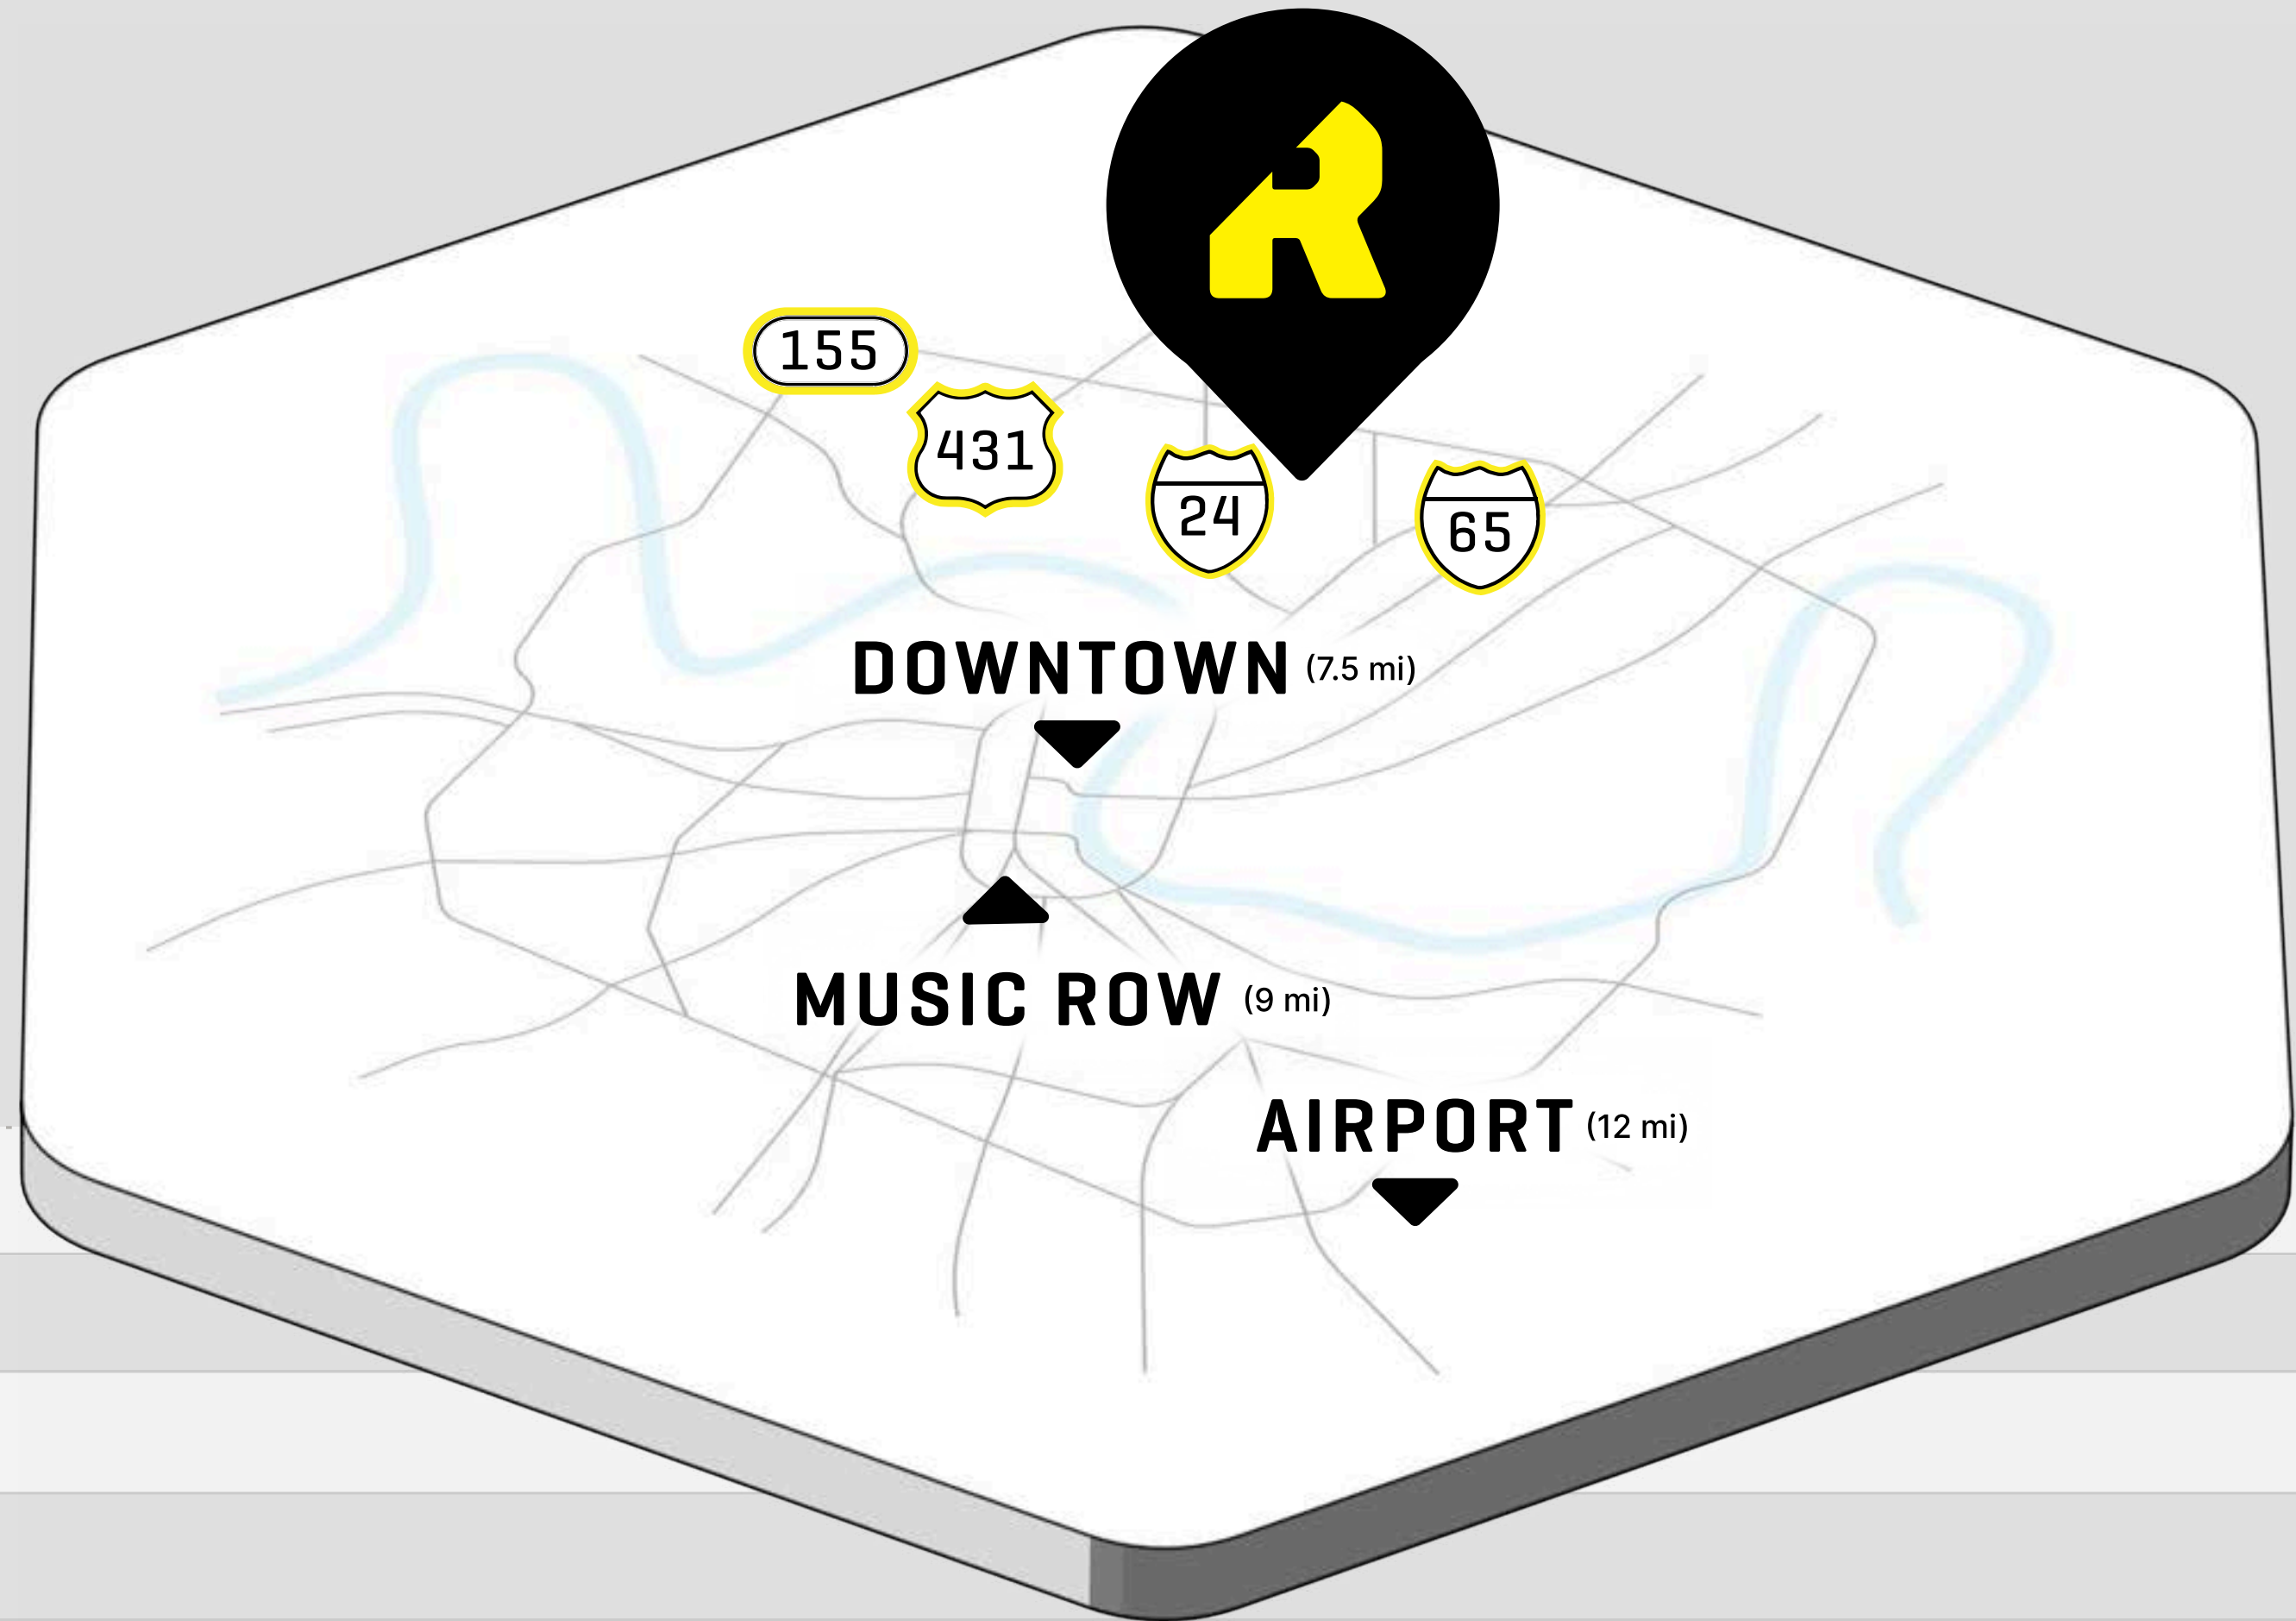 R
155
431
24
65
DOWNTOWN (7.5 mi)
MUSIC ROW (9 mi)
AIRPORT (12 mi)